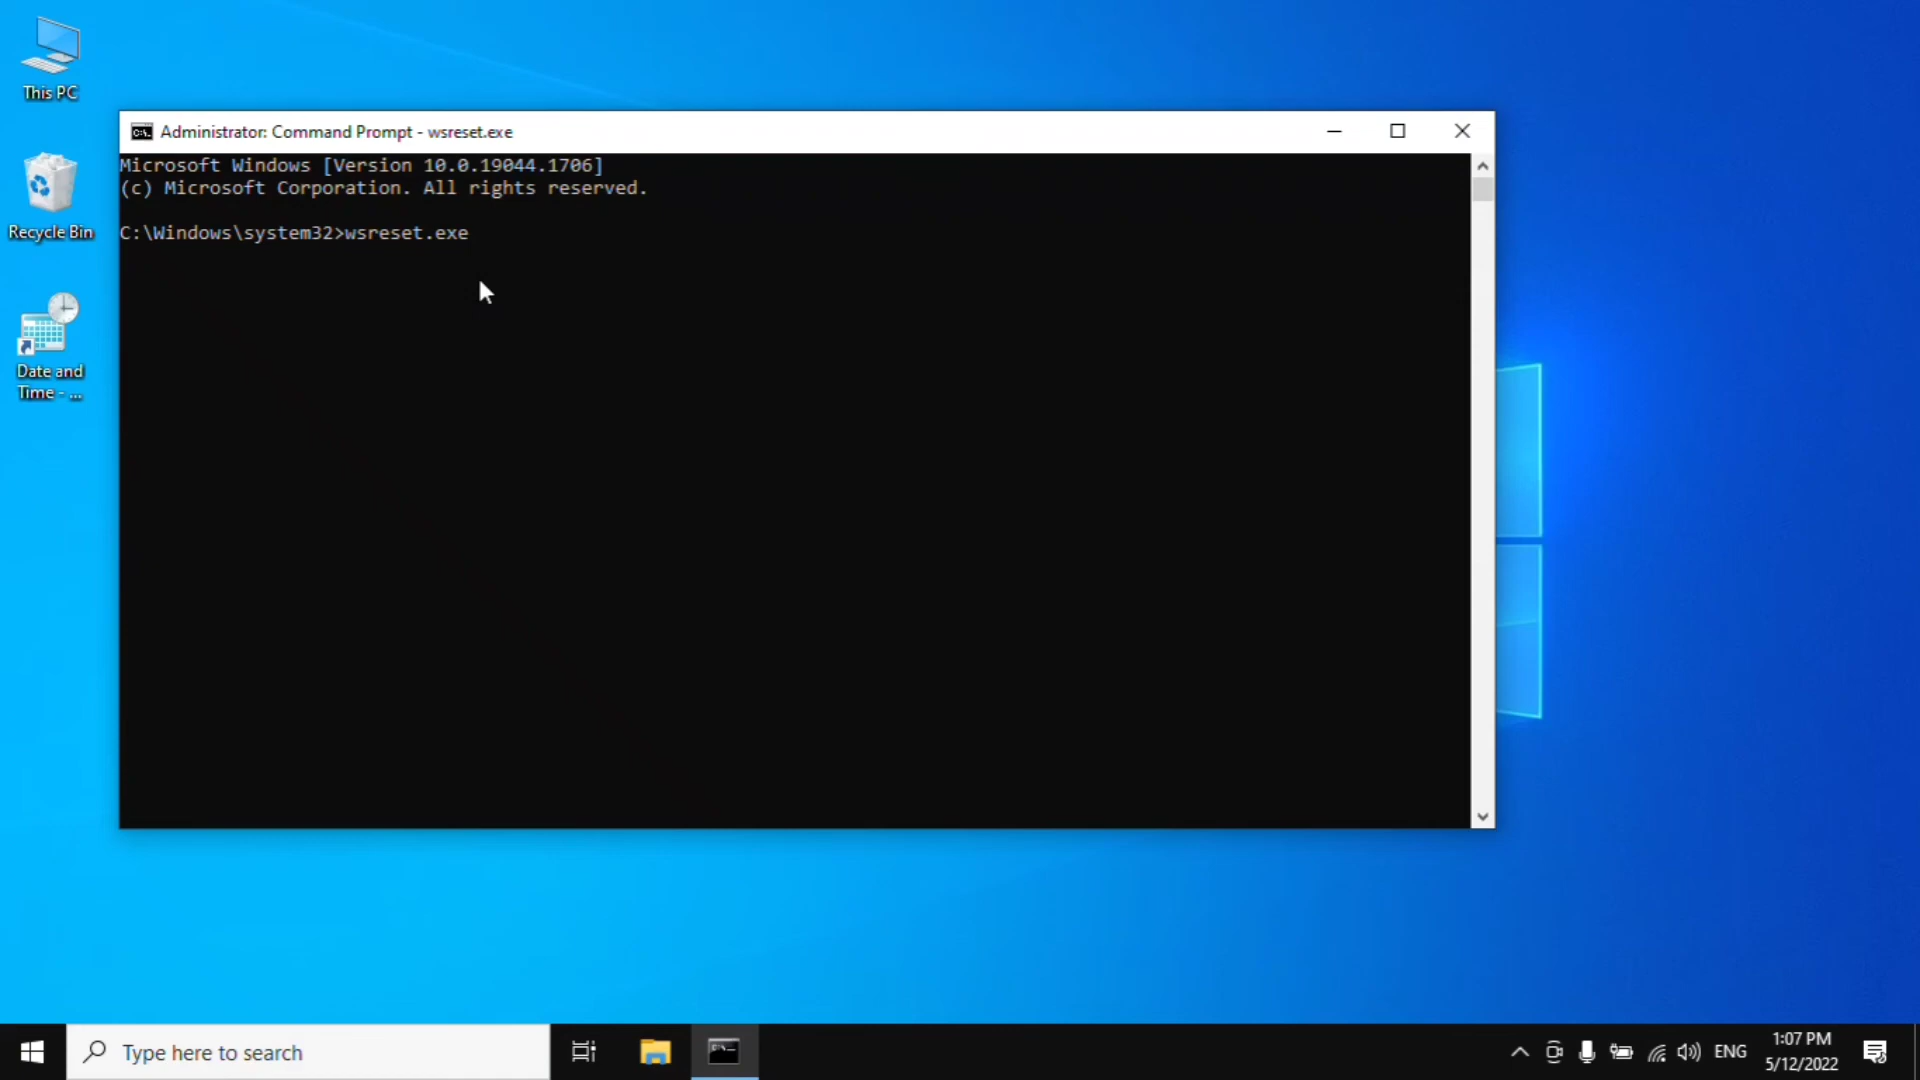 This PC
Recycle Bin
Date and
Time - ...
Administrator: Command Prompt - wsreset.exe
Microsoft Windows [Version 10.0.19044.1706]
(c) Microsoft Corporation. All rights reserved.
C:\Windows\system32>wsreset.exe
Type here to search
ENG
1:07 PM
5/12/2022